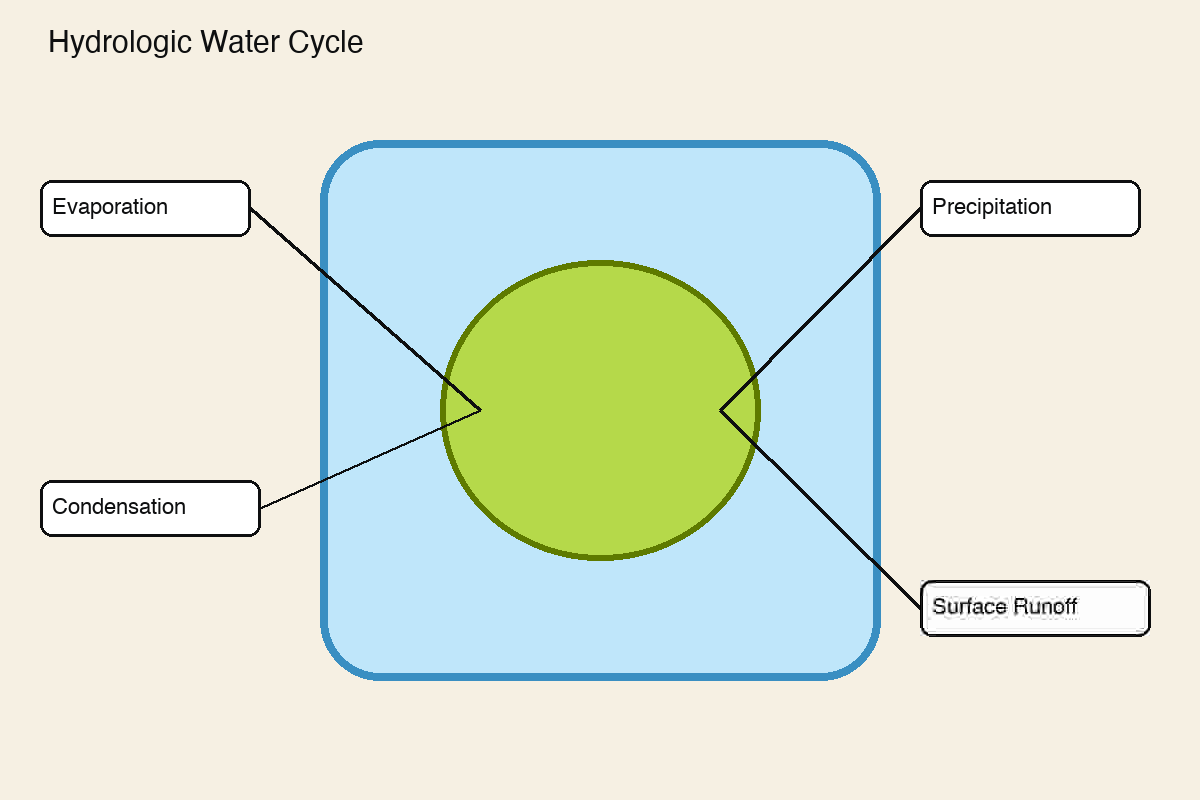 Hydrologic Water Cycle
Evaporation
Precipitation
Condensation
Surface Runoff